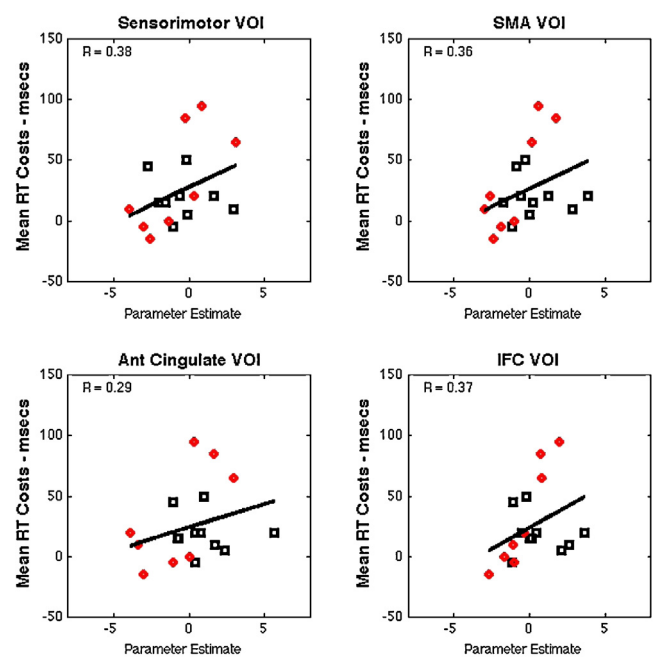 Sensorimotor VOI
150
R = 0.38
100
50
0
-50
-5
0
5
Mean RT Costs - msecs
Parameter Estimate
SMA VOI
150
R = 0.36
100
50
0
-50
-5
0
5
Mean RT Costs - msecs
Parameter Estimate
Ant Cingulate VOI
150
R = 0.29
100
50
0
-50
-5
0
5
Mean RT Costs - msecs
Parameter Estimate
IFC VOI
150
R = 0.37
100
50
0
-50
-5
0
5
Mean RT Costs - msecs
Parameter Estimate